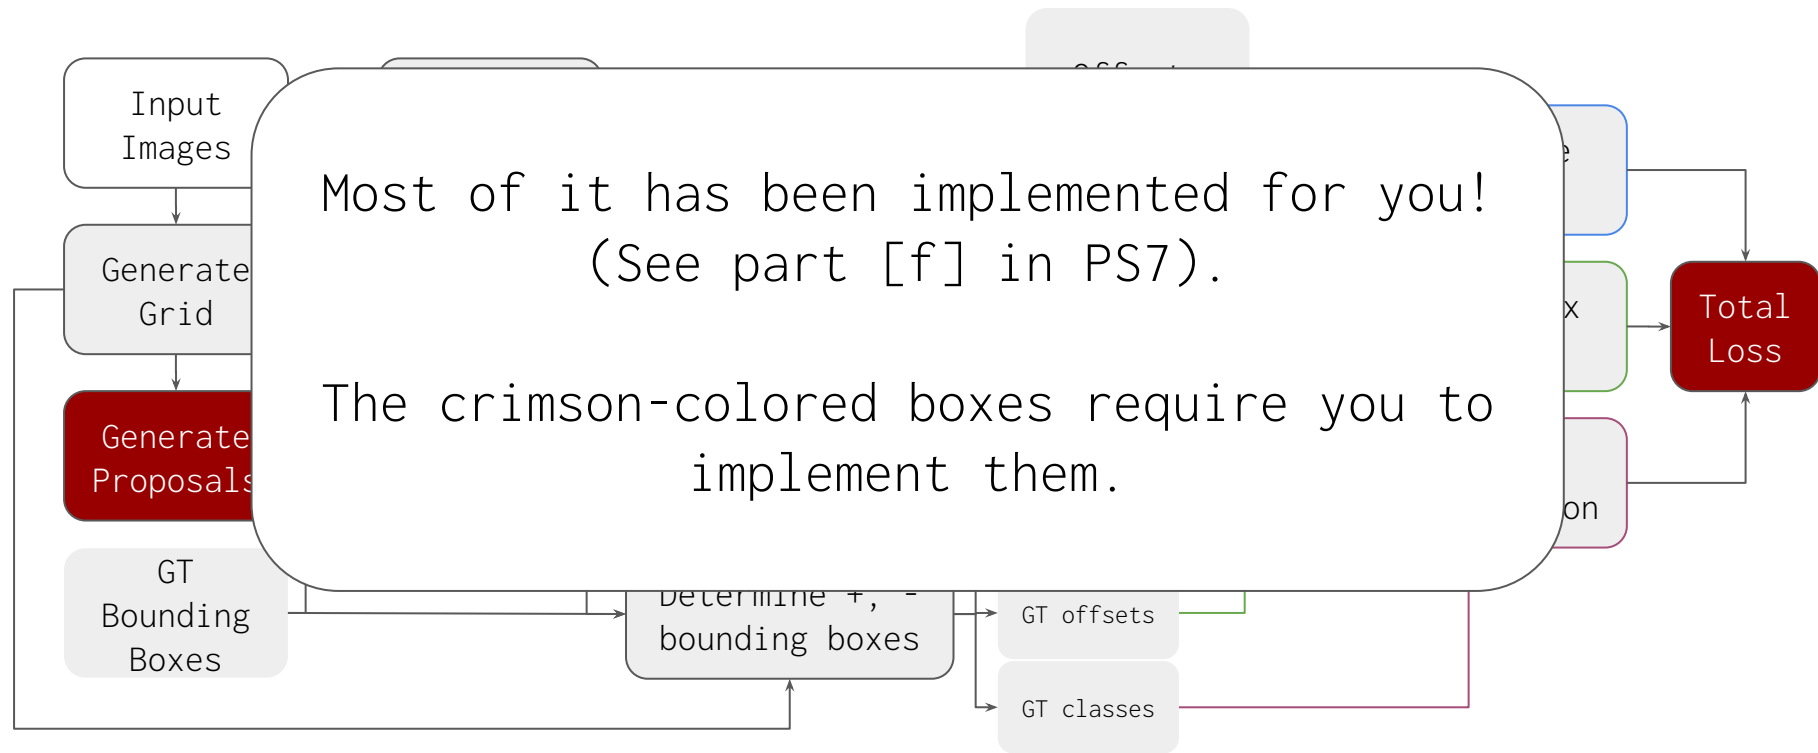 Input
Images
Generate
Grid
Generate
Proposals
GT
Bounding
Boxes
Most of it has been implemented for you!
(See part [f] in PS7).
The crimson-colored boxes require you to
implement them.
Determine +, -
bounding boxes
GT offsets
GT classes
Total
Loss